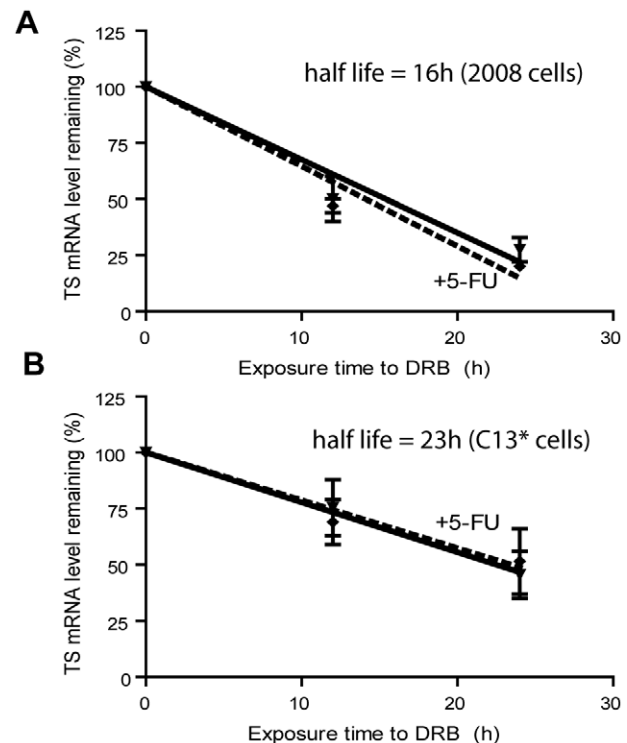 A
125
100
75
50
25
0
TS mRNA level remaining (%)
half life = 16h (2008 cells)
+5-FU
0
10
20
30
Exposure time to DRB (h)
B
125
100
75
50
25
0
TS mRNA level remaining (%)
half life = 23h (C13* cells)
+5-FU
0
10
20
30
Exposure time to DRB (h)